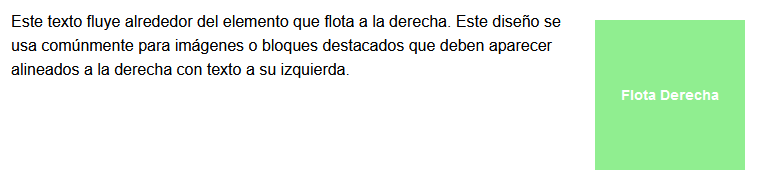 Este texto fluye alrededor del elemento que flota a la derecha. Este diseño se
usa comúnmente para imágenes o bloques destacados que deben aparecer
alineados a la derecha con texto a su izquierda.
Flota Derecha